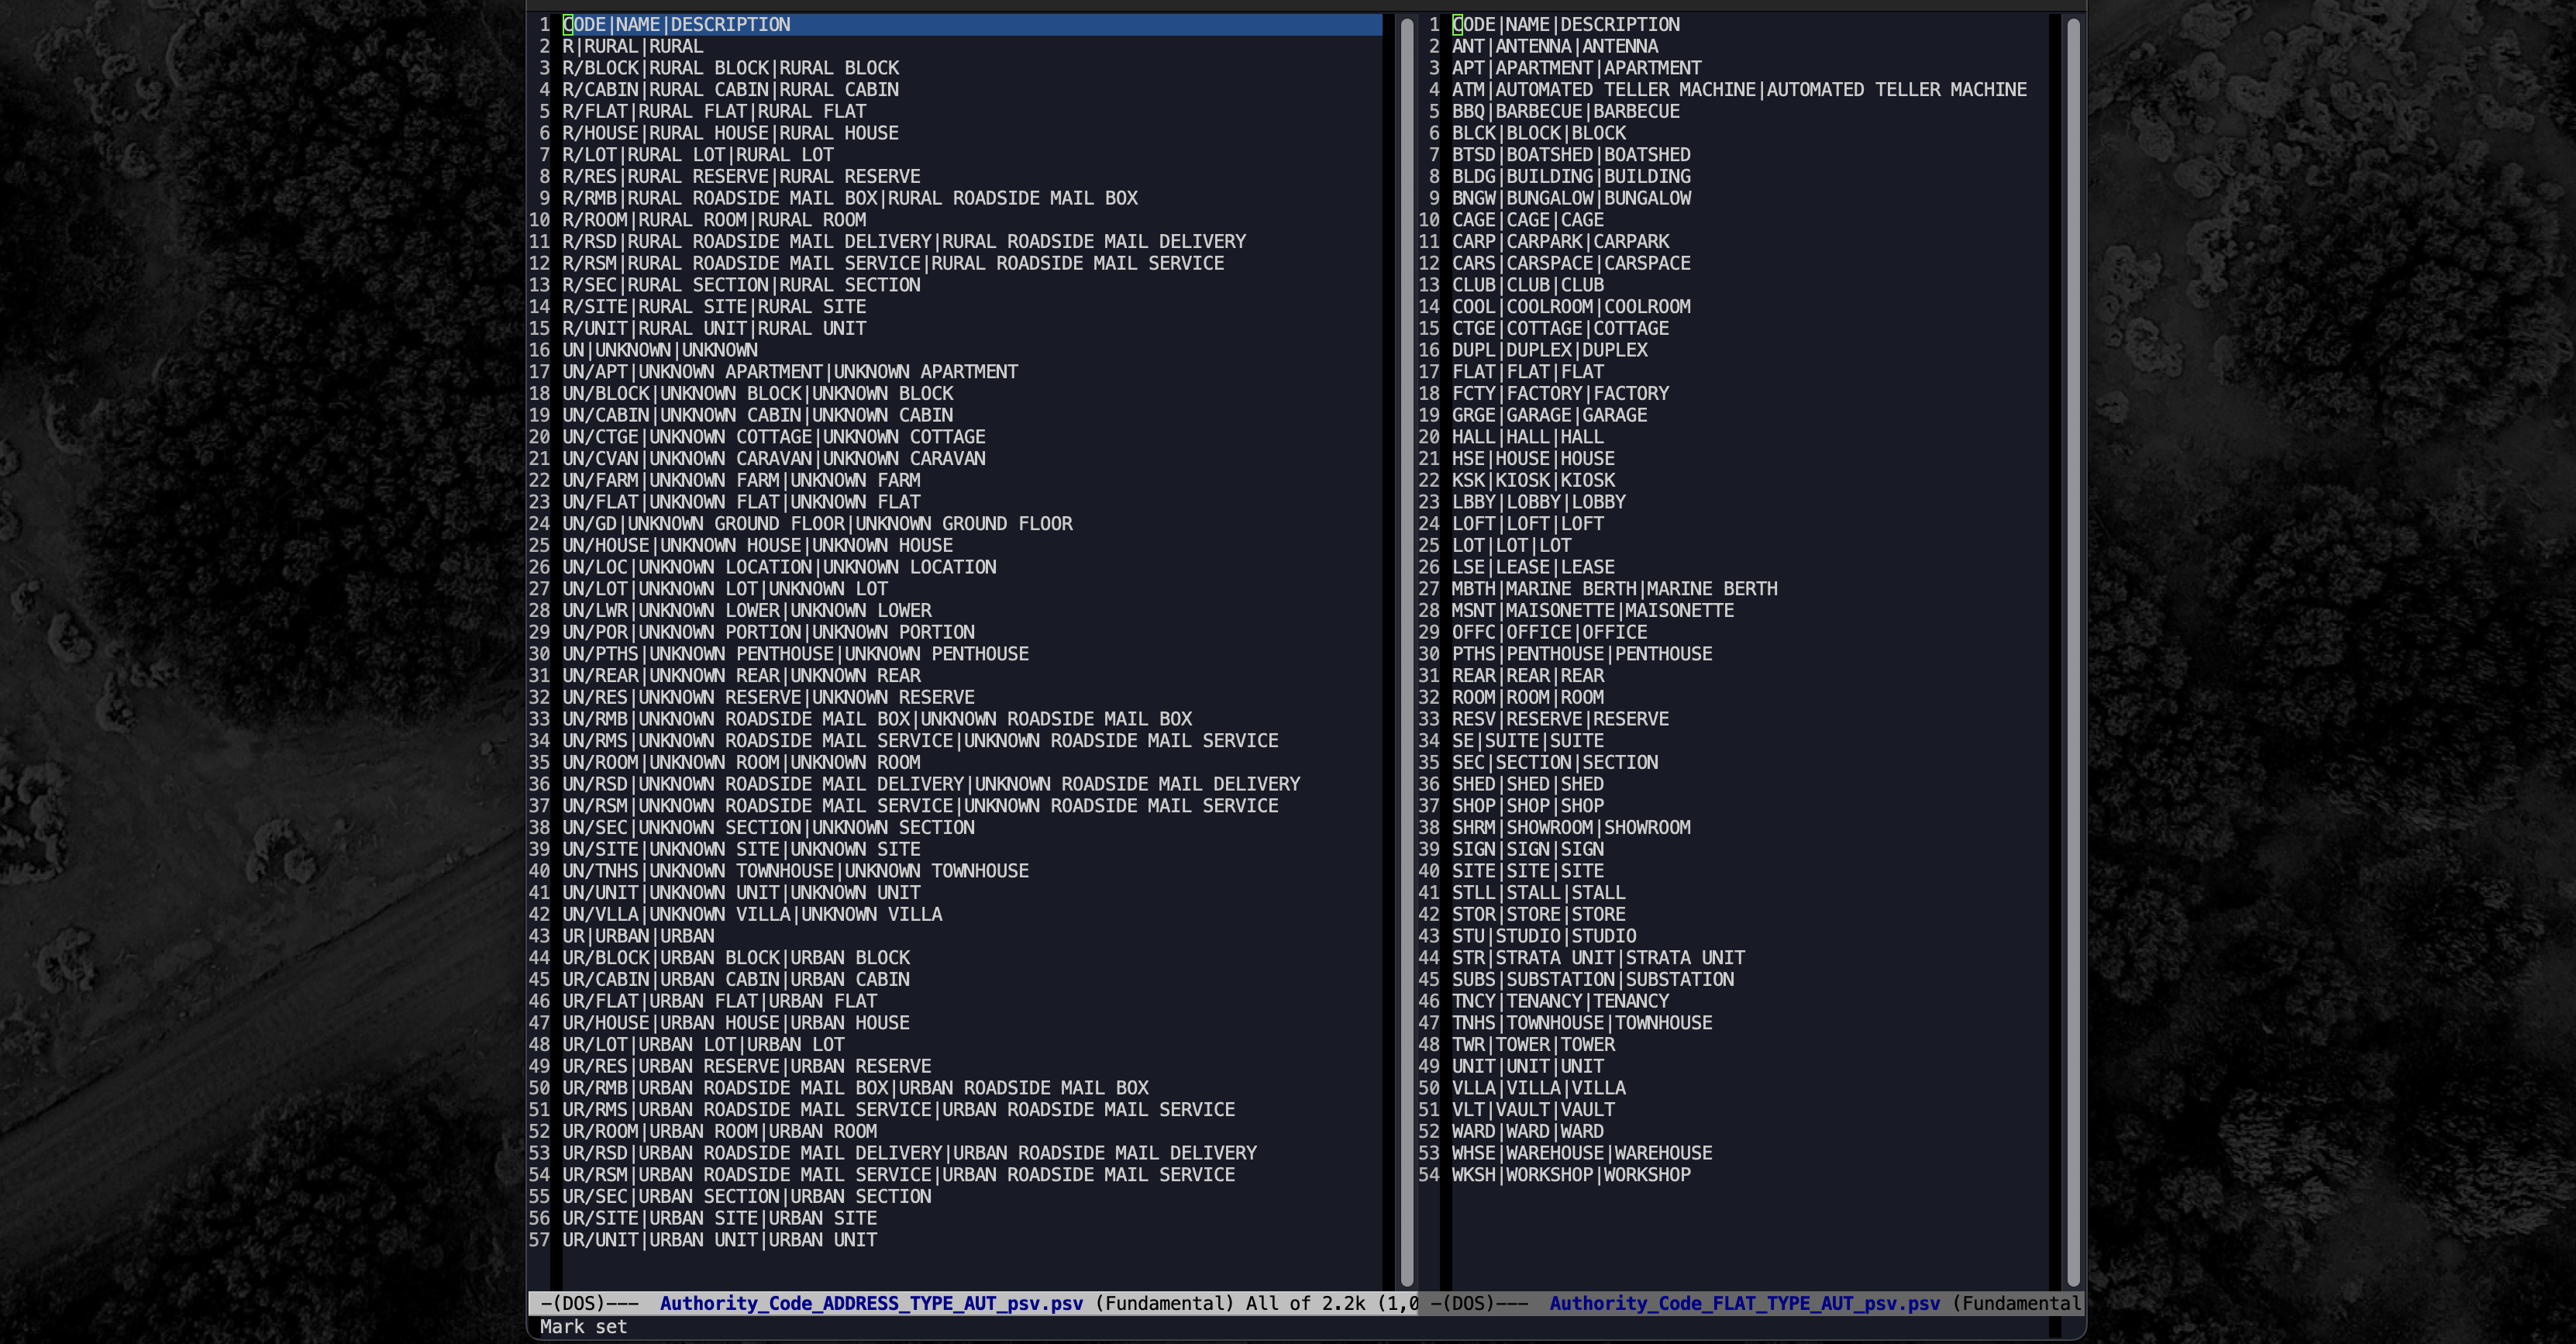 1 CODE|NAME|DESCRIPTION
2 R|RURAL|RURAL
3 R/BLOCK|RURAL BLOCK|RURAL BLOCK
4 R/CABIN|RURAL CABIN|RURAL CABIN
5 R/FLAT|RURAL FLAT|RURAL FLAT
6 R/HOUSE|RURAL HOUSE|RURAL HOUSE
7 R/LOT|RURAL LOT|RURAL LOT
8 R/RES|RURAL RESERVE|RURAL RESERVE
9 R/RMB|RURAL ROADSIDE MAIL BOX|RURAL ROADSIDE MAIL BOX
10 R/ROOM|RURAL ROOM|RURAL ROOM
11 R/RSD|RURAL ROADSIDE MAIL DELIVERY|RURAL ROADSIDE MAIL DELIVERY
12 R/RSM|RURAL ROADSIDE MAIL SERVICE|RURAL ROADSIDE MAIL SERVICE
13 R/SEC|RURAL SECTION|RURAL SECTION
14 R/SITE|RURAL SITE|RURAL SITE
15 R/UNIT|RURAL UNIT|RURAL UNIT
16 UN|UNKNOWN|UNKNOWN
17 UN/APT|UNKNOWN APARTMENT|UNKNOWN APARTMENT
18 UN/BLOCK|UNKNOWN BLOCK|UNKNOWN BLOCK
19 UN/CABIN|UNKNOWN CABIN|UNKNOWN CABIN
20 UN/CTGE|UNKNOWN COTTAGE|UNKNOWN COTTAGE
21 UN/CVAN|UNKNOWN CARAVAN|UNKNOWN CARAVAN
22 UN/FARM|UNKNOWN FARM|UNKNOWN FARM
23 UN/FLAT|UNKNOWN FLAT|UNKNOWN FLAT
24 UN/GD|UNKNOWN GROUND FLOOR|UNKNOWN GROUND FLOOR
25 UN/HOUSE|UNKNOWN HOUSE|UNKNOWN HOUSE
26 UN/LOC|UNKNOWN LOCATION|UNKNOWN LOCATION
27 UN/LOT|UNKNOWN LOT|UNKNOWN LOT
28 UN/LWR|UNKNOWN LOWER|UNKNOWN LOWER
29 UN/POR|UNKNOWN PORTION|UNKNOWN PORTION
30 UN/PTHS|UNKNOWN PENTHOUSE|UNKNOWN PENTHOUSE
31 UN/REAR|UNKNOWN REAR|UNKNOWN REAR
32 UN/RES|UNKNOWN RESERVE|UNKNOWN RESERVE
33 UN/RMB|UNKNOWN ROADSIDE MAIL BOX|UNKNOWN ROADSIDE MAIL BOX
34 UN/RMS|UNKNOWN ROADSIDE MAIL SERVICE|UNKNOWN ROADSIDE MAIL SERVICE
35 UN/ROOM|UNKNOWN ROOM|UNKNOWN ROOM
36 UN/RSD|UNKNOWN ROADSIDE MAIL DELIVERY|UNKNOWN ROADSIDE MAIL DELIVERY
37 UN/RSM|UNKNOWN ROADSIDE MAIL SERVICE|UNKNOWN ROADSIDE MAIL SERVICE
38 UN/SEC|UNKNOWN SECTION|UNKNOWN SECTION
39 UN/SITE|UNKNOWN SITE|UNKNOWN SITE
40 UN/TNHS|UNKNOWN TOWNHOUSE|UNKNOWN TOWNHOUSE
41 UN/UNIT|UNKNOWN UNIT|UNKNOWN UNIT
42 UN/VLLA|UNKNOWN VILLA|UNKNOWN VILLA
43 UR|URBAN|URBAN
44 UR/BLOCK|URBAN BLOCK|URBAN BLOCK
45 UR/CABIN|URBAN CABIN|URBAN CABIN
46 UR/FLAT|URBAN FLAT|URBAN FLAT
47 UR/HOUSE|URBAN HOUSE|URBAN HOUSE
48 UR/LOT|URBAN LOT|URBAN LOT
49 UR/RES|URBAN RESERVE|URBAN RESERVE
50 UR/RMB|URBAN ROADSIDE MAIL BOX|URBAN ROADSIDE MAIL BOX
51 UR/RMS|URBAN ROADSIDE MAIL SERVICE|URBAN ROADSIDE MAIL SERVICE
52 UR/ROOM|URBAN ROOM|URBAN ROOM
53 UR/RSD|URBAN ROADSIDE MAIL DELIVERY|URBAN ROADSIDE MAIL DELIVERY
54 UR/RSM|URBAN ROADSIDE MAIL SERVICE|URBAN ROADSIDE MAIL SERVICE
55 UR/SEC|URBAN SECTION|URBAN SECTION
56 UR/SITE|URBAN SITE|URBAN SITE
57 UR/UNIT|URBAN UNIT|URBAN UNIT
-(DOS)--- Authority_Code_ADDRESS_TYPE_AUT_psv.psv (Fundamental) All of 2.2k (1,0
1 CODE|NAME|DESCRIPTION
2 ANT|ANTENNA|ANTENNA
3 APT|APARTMENT|APARTMENT
4 ATM|AUTOMATED TELLER MACHINE|AUTOMATED TELLER MACHINE
5 BBQ|BARBECUE|BARBECUE
6 BLCK|BLOCK|BLOCK
7 BTSD|BOATSHED|BOATSHED
8 BLDG|BUILDING|BUILDING
9 BNGW|BUNGALOW|BUNGALOW
10 CAGE|CAGE|CAGE
11 CARP|CARPARK|CARPARK
12 CARS|CARSPACE|CARSPACE
13 CLUB|CLUB|CLUB
14 COOL|COOLROOM|COOLROOM
15 CTGE|COTTAGE|COTTAGE
16 DUPL|DUPLEX|DUPLEX
17 FLAT|FLAT|FLAT
18 FCTY|FACTORY|FACTORY
19 GRGE|GARAGE|GARAGE
20 HALL|HALL|HALL
21 HSE|HOUSE|HOUSE
22 KSK|KIOSK|KIOSK
23 LBBY|LOBBY|LOBBY
24 LOFT|LOFT|LOFT
25 LOT|LOT|LOT
26 LSE|LEASE|LEASE
27 MBTH|MARINE BERTH|MARINE BERTH
28 MSNT|MAISONETTE|MAISONETTE
29 OFFC|OFFICE|OFFICE
30 PTHS|PENTHOUSE|PENTHOUSE
31 REAR|REAR|REAR
32 ROOM|ROOM|ROOM
33 RESV|RESERVE|RESERVE
34 SE|SUITE|SUITE
35 SEC|SECTION|SECTION
36 SHED|SHED|SHED
37 SHOP|SHOP|SHOP
38 SHRM|SHOWROOM|SHOWROOM
39 SIGN|SIGN|SIGN
40 SITE|SITE|SITE
41 STLL|STALL|STALL
42 STOR|STORE|STORE
43 STU|STUDIO|STUDIO
44 STR|STRATA UNIT|STRATA UNIT
45 SUBS|SUBSTATION|SUBSTATION
46 TNCY|TENANCY|TENANCY
47 TNHS|TOWNHOUSE|TOWNHOUSE
48 TWR|TOWER|TOWER
49 UNIT|UNIT|UNIT
50 VLLA|VILLA|VILLA
51 VLT|VAULT|VAULT
52 WARD|WARD|WARD
53 WHSE|WAREHOUSE|WAREHOUSE
54 WKSH|WORKSHOP|WORKSHOP
-(DOS)--- Authority_Code_FLAT_TYPE_AUT_psv.psv (Fundamental
Mark set